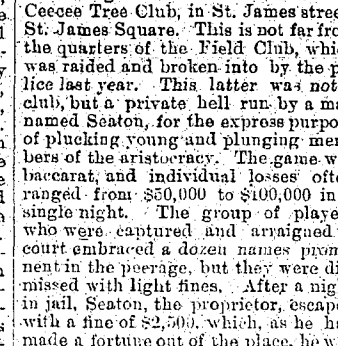 Cecсee Tree Club, in St. James stree
St. James Square. This is not far fro
the quarters of the Field Club, whic
was raided and broken into by the p
lice last year. This latter was not
club, but a private hell run by a ma
named Seaton, for the express purpo
of plucking young and plunging mem
bers of the aristocracy. The game w
baccarat, and individual losses ofte
ranged from $50,000 to $100,000 in
single night. The group of playe
who were captured and arraigned
court embraced a dozen names prom
nent in the peerage, but they were di
missed with light fines. After a nig
in jail, Seaton, the proprietor, escap
with a fine of $2,500, which, as he ha
made a fortune out of the place, he w